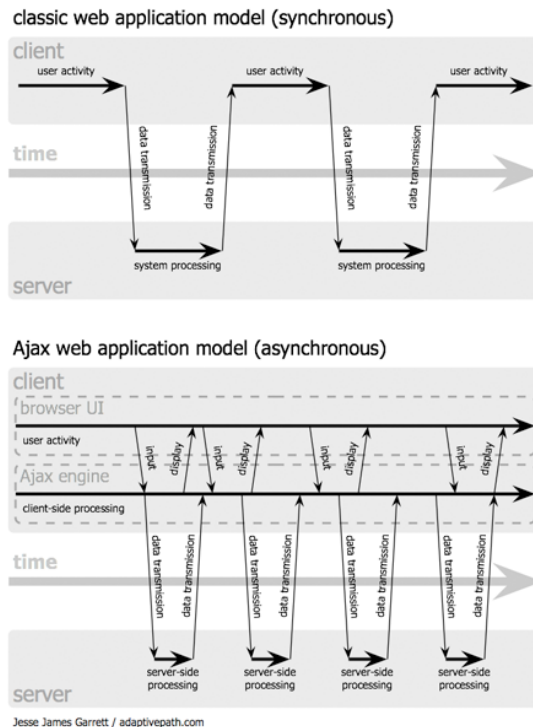 classic web application model (synchronous)
client
user activity
user activity
user activity
data transmission
data transmission
data transmission
data transmission
time
system processing
system processing
server
Ajax web application model (asynchronous)
client
browser UI
user activity
input
display
input
display
input
display
input
display
Ajax engine
client-side processing
data transmission
data transmission
data transmission
data transmission
data transmission
data transmission
data transmission
data transmission
time
server-side
processing
server-side
processing
server-side
processing
server-side
processing
server
Jesse James Garrett / adaptivepath.com